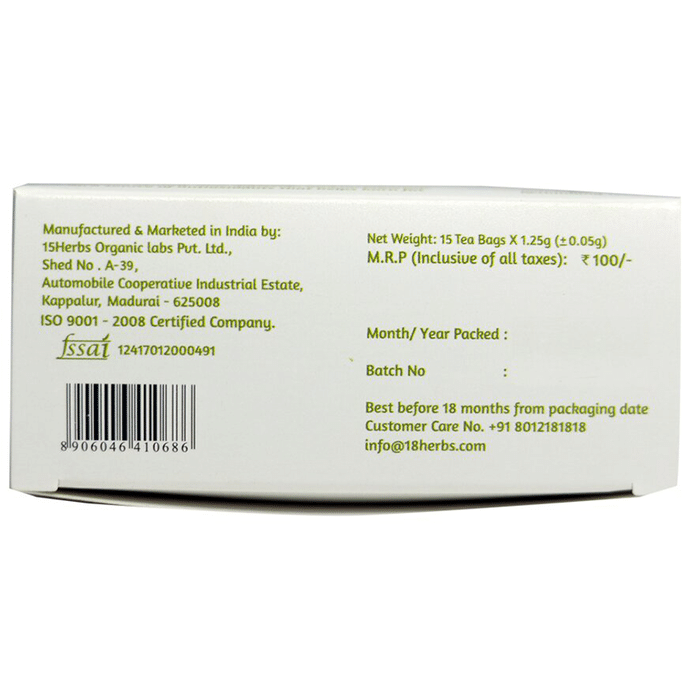 Manufactured & Marketed in India by:
15Herbs Organic labs Pvt. Ltd.,
Shed No . A-39,
Automobile Cooperative Industrial Estate,
Kappalur, Madurai - 625008
ISO 9001 - 2008 Certified Company.
fssai 12417012000491
8 906046 410686
Net Weight: 15 Tea Bags X 1.25g (±0.05g)
M.R.P (Inclusive of all taxes): ₹100/-
Month/ Year Packed :
Batch No :
Best before 18 months from packaging date
Customer Care No. +91 8012181818
info@18herbs.com